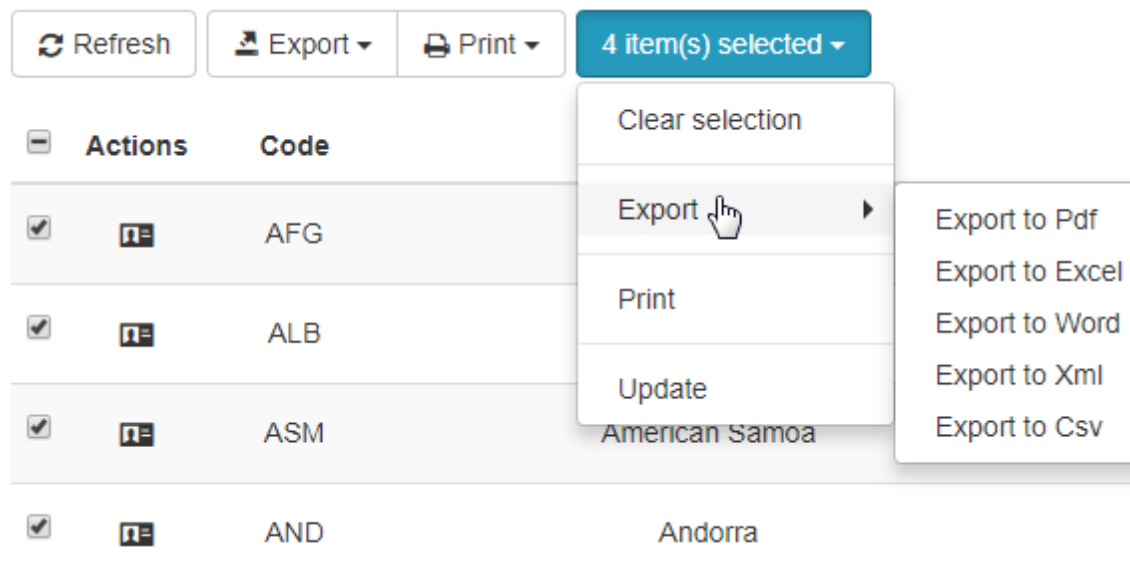 Refresh Export Print 4 item(s) selected
Clear selection
Actions Code
Export
Export to Pdf
AFG
Export to Excel
Print
Export to Word
ALB
Export to Xml
Update
Export to Csv
ASM American Samoa
AND Andorra